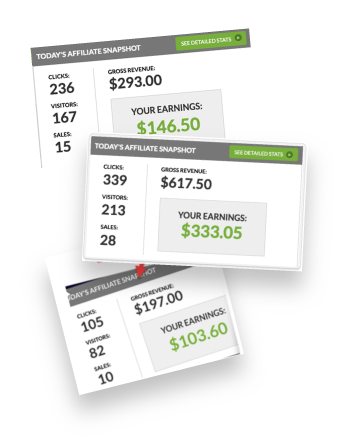 TODAY'S AFFILIATE SNAPSHOT
SEE DETAILED STATS
CLICKS:
236
VISITORS:
167
SALES:
15
GROSS REVENUE:
$293.00
YOUR EARNINGS:
$146.50
TODAY'S AFFILIATE SNAPSHOT
SEE DETAILED STATS
CLICKS:
339
VISITORS:
213
SALES:
28
GROSS REVENUE:
$617.50
YOUR EARNINGS:
$333.05
TODAY'S AFFILIATE SNAPSHOT
CLICKS:
105
VISITORS:
82
SALES:
10
GROSS REVENUE:
$197.00
YOUR EARNINGS:
$103.60